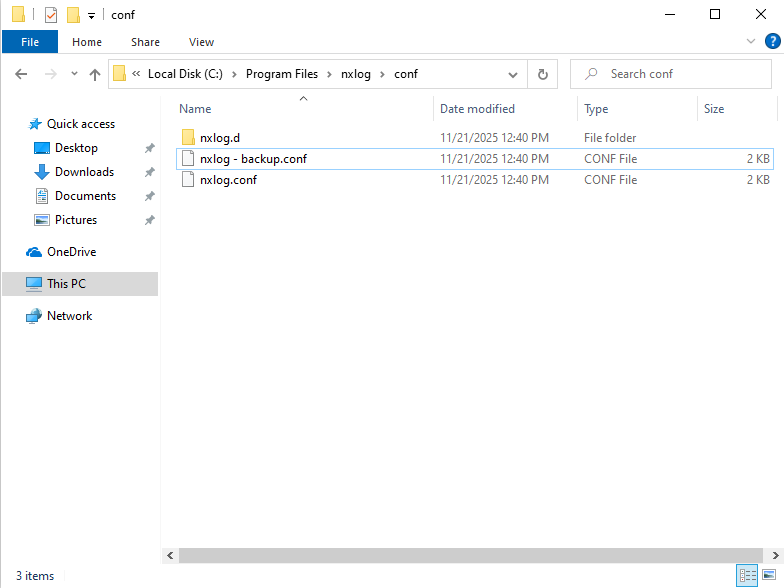 conf
File Home Share View
« Local Disk (C:) > Program Files > nxlog > conf
Search conf
Name Date modified Type Size
Quick access
Desktop
Downloads
Documents
Pictures
OneDrive
This PC
Network
nxlog.d 11/21/2025 12:40 PM File folder
nxlog - backup.conf 11/21/2025 12:40 PM CONF File 2 KB
nxlog.conf 11/21/2025 12:40 PM CONF File 2 KB
3 items